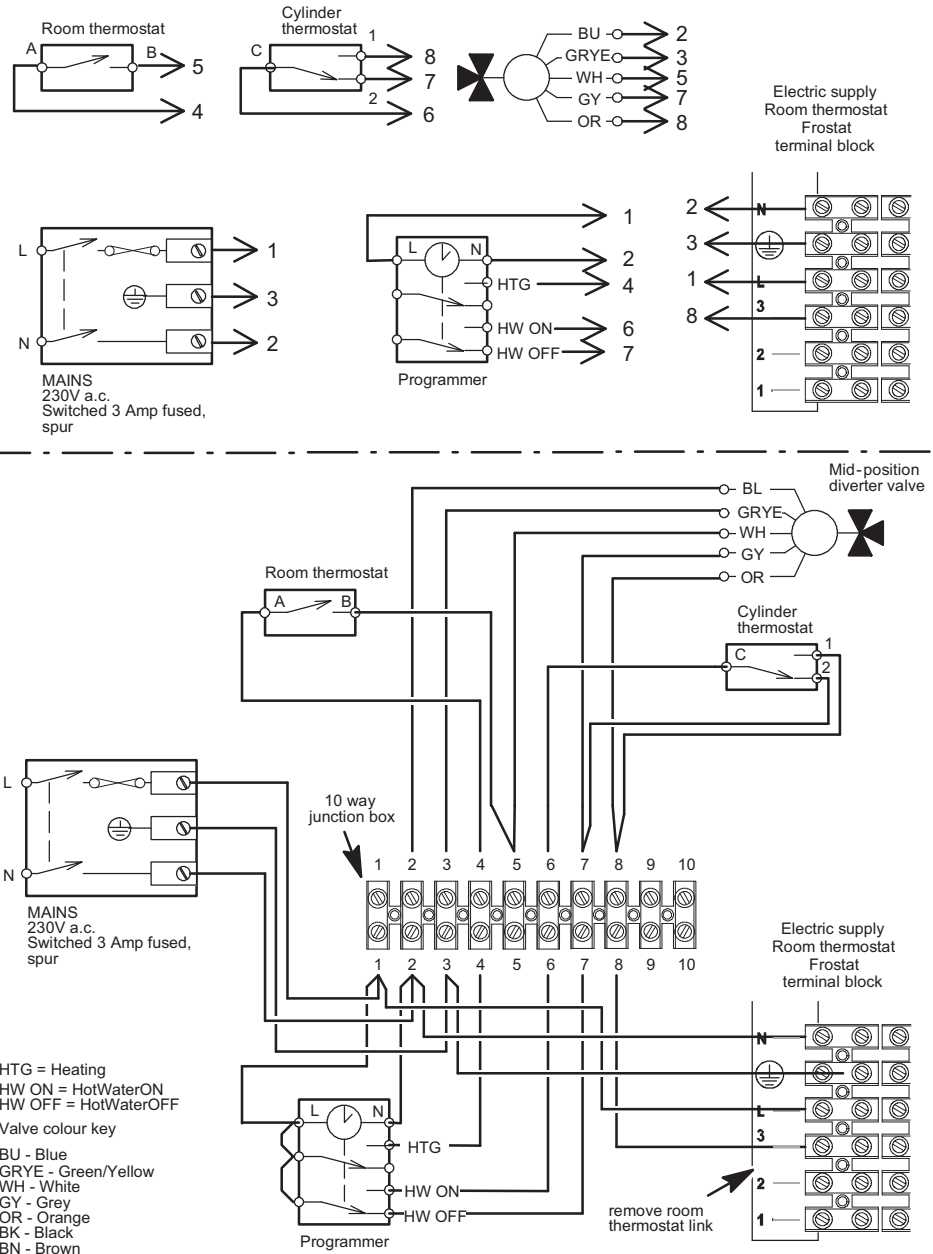 Room thermostat
A
B
5
4
Cylinder
thermostat
C
1
8
7
2
6
BU
2
GRYE
3
WH
5
GY
7
OR
8
Electric supply
Room thermostat
Frostat
terminal block
2
N
3
1
L
8
3
2
1
L
1
3
N
2
MAINS
230V a.c.
Switched 3 Amp fused,
spur
1
L
N
2
HTG
4
HW ON
6
HW OFF
7
Programmer
Mid-position
diverter valve
BL
GRYE
WH
GY
OR
Room thermostat
A
B
Cylinder
thermostat
C
1
2
L
N
MAINS
230V a.c.
Switched 3 Amp fused,
spur
10 way
junction box
1 2 3 4 5 6 7 8 9 10
1 2 3 4 5 6 7 8 9 10
Electric supply
Room thermostat
Frostat
terminal block
N
L
3
2
1
remove room
thermostat link
HTG = Heating
HW ON = HotWaterON
HW OFF = HotWaterOFF
Valve colour key
BU - Blue
GRYE - Green/Yellow
WH - White
GY - Grey
OR - Orange
BK - Black
BN - Brown
L
N
HTG
HW ON
HW OFF
Programmer